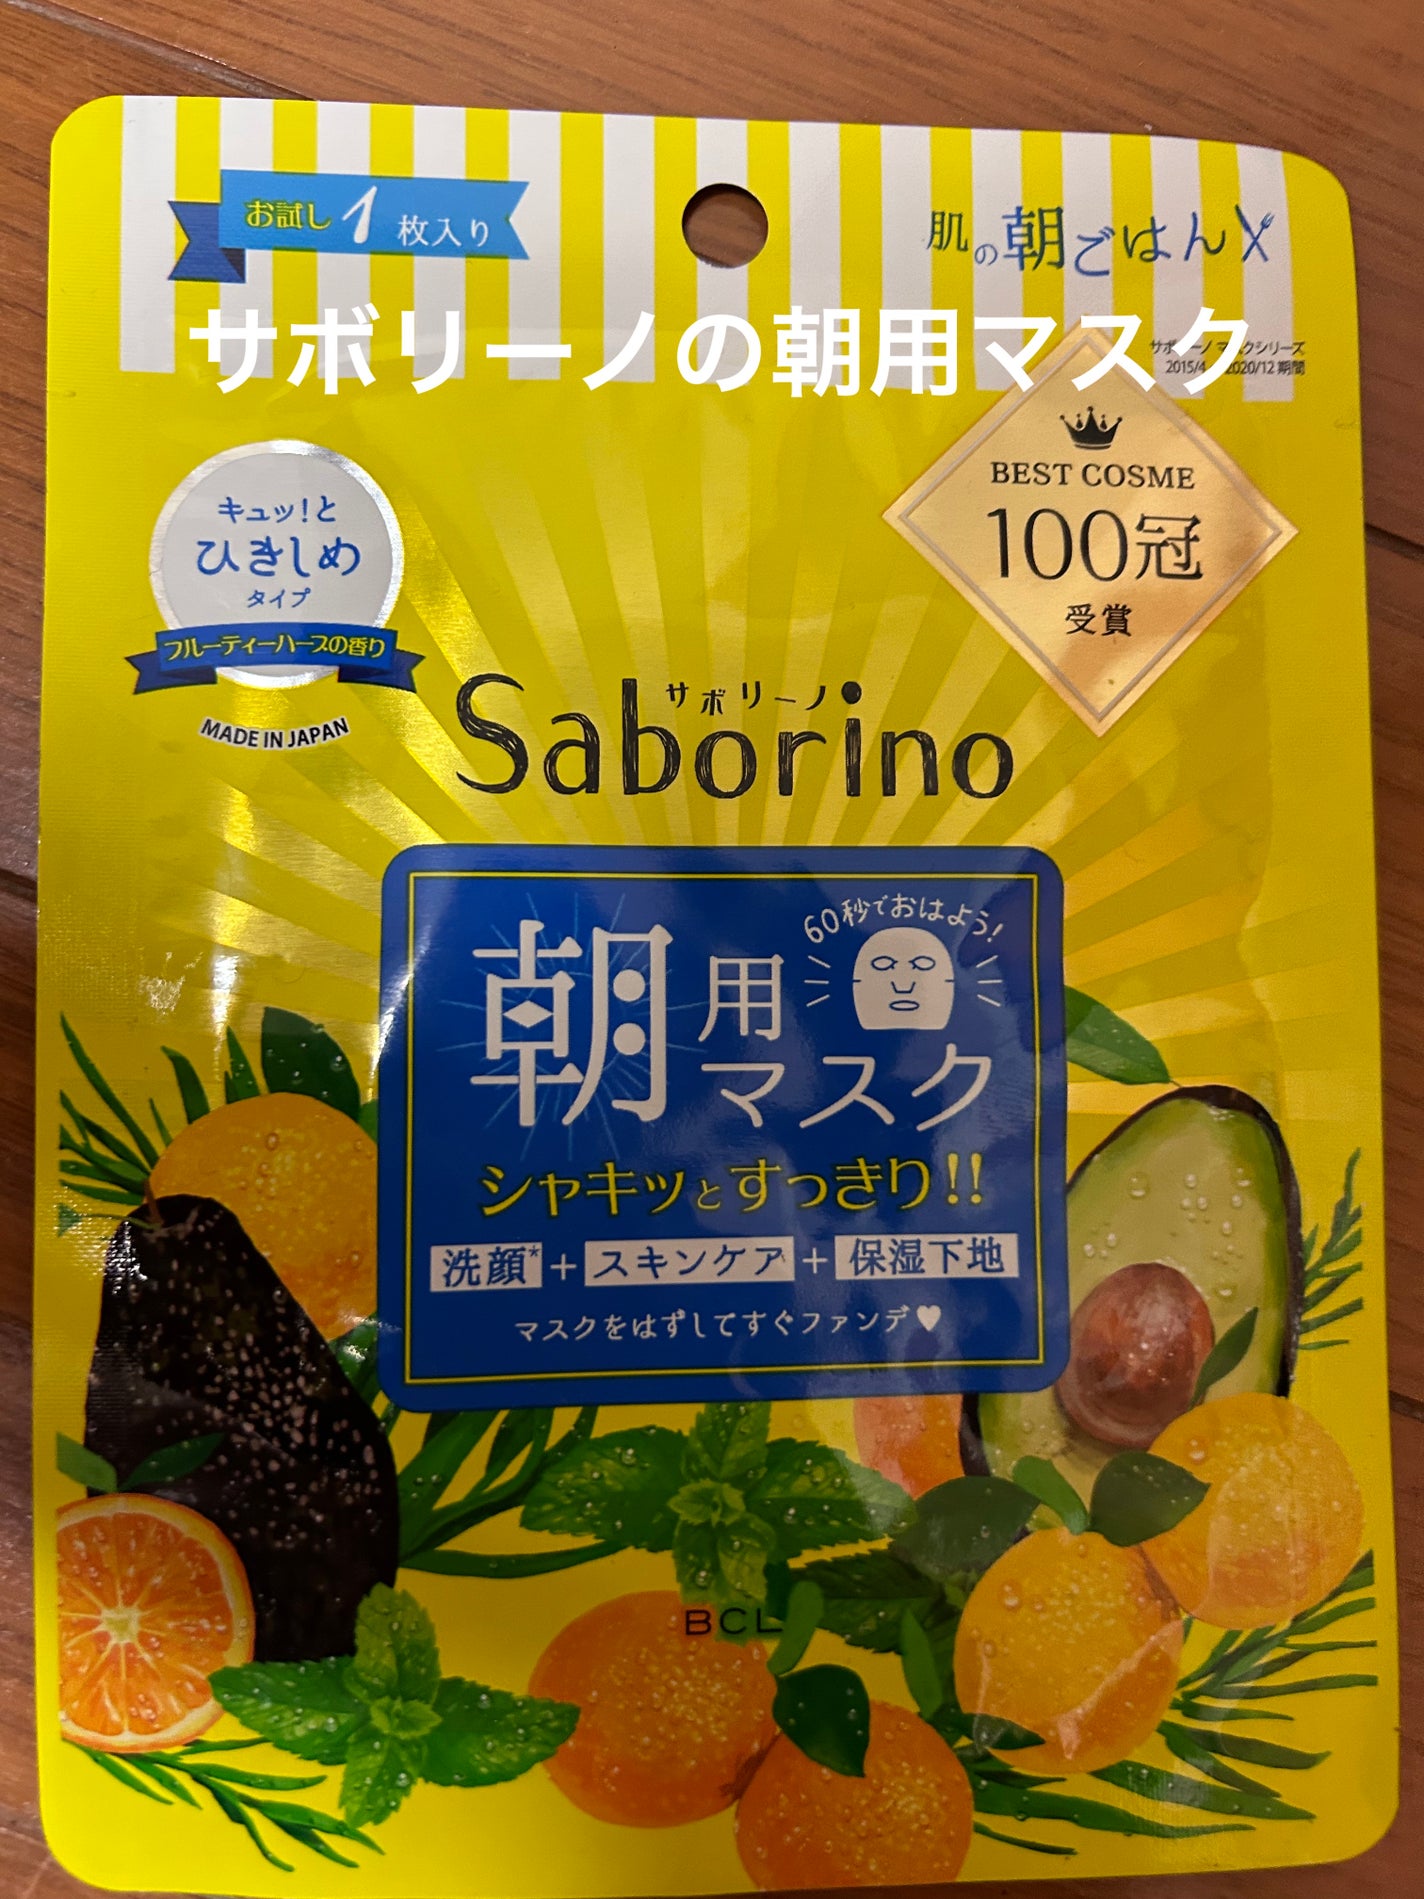 お試し1枚入り
肌の朝ごはん
サボリーノの朝用マスク
サボリーノ マスクシリーズ
2015/4 2020/12期間
BEST COSME
100冠
受賞
キュッ!と
ひきしめ
タイプ
フルーティーハーブの香り
MADE IN JAPAN
サボリーノ
Saborino
60秒でおはよう!
朝用マスク
シャキッとすっきり!!
洗顔*+スキンケア+保湿下地
マスクをはずしてすぐファンデ♥
BCL